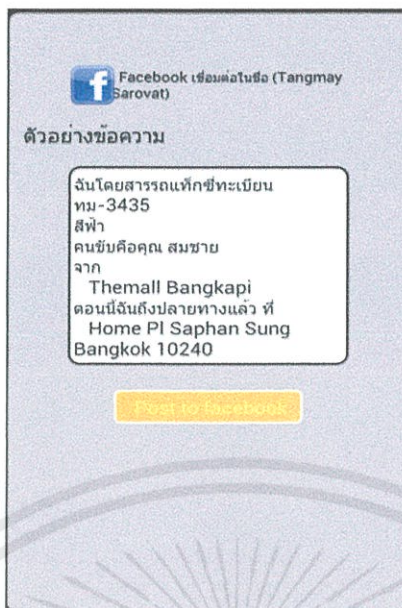 Facebook เชื่อมต่อในชื่อ (Tangmay
Sarovat)
ตัวอย่างข้อความ
ฉันโดยสารรถแท็กซี่ทะเบียน
ทม-3435
สีฟ้า
คนขับคือคุณ สมชาย
จาก
Themall Bangkapi
ตอนนี้ฉันถึงปลายทางแล้ว ที่
Home Pl Saphan Sung
Bangkok 10240
Post to facebook